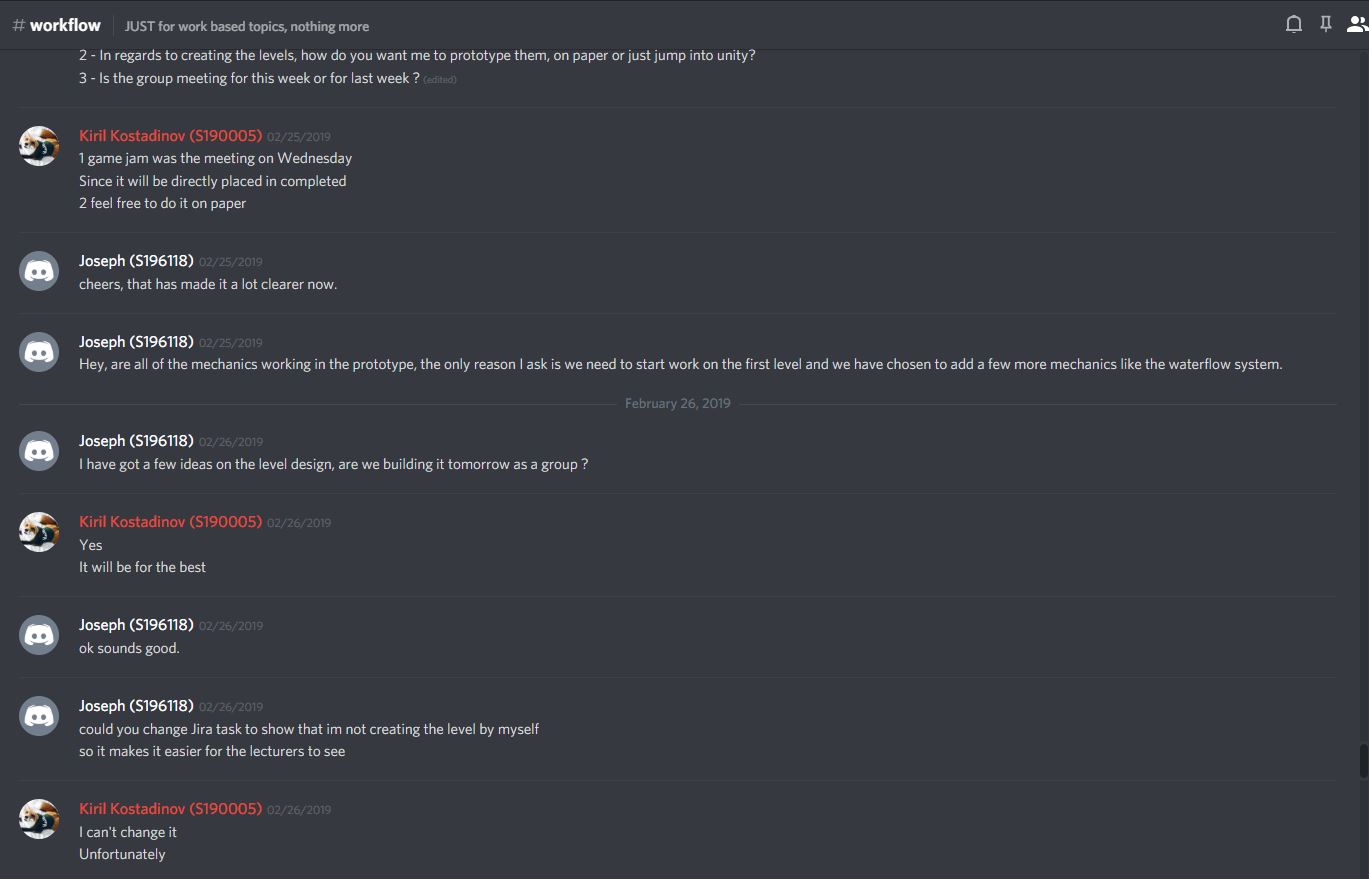 # workflow JUST for work based topics, nothing more
2 - In regards to creating the levels, how do you want me to prototype them, on paper or just jump into unity?
3 - Is the group meeting for this week or for last week ? (edited)
Kiril Kostadinov (S190005) 02/25/2019
1 game jam was the meeting on Wednesday
Since it will be directly placed in completed
2 feel free to do it on paper
Joseph (S196118) 02/25/2019
cheers, that has made it a lot clearer now.
Joseph (S196118) 02/25/2019
Hey, are all of the mechanics working in the prototype, the only reason I ask is we need to start work on the first level and we have chosen to add a few more mechanics like the waterflow system.
February 26, 2019
Joseph (S196118) 02/26/2019
I have got a few ideas on the level design, are we building it tomorrow as a group ?
Kiril Kostadinov (S190005) 02/26/2019
Yes
It will be for the best
Joseph (S196118) 02/26/2019
ok sounds good.
Joseph (S196118) 02/26/2019
could you change Jira task to show that im not creating the level by myself
so it makes it easier for the lecturers to see
Kiril Kostadinov (S190005) 02/26/2019
I can't change it
Unfortunately